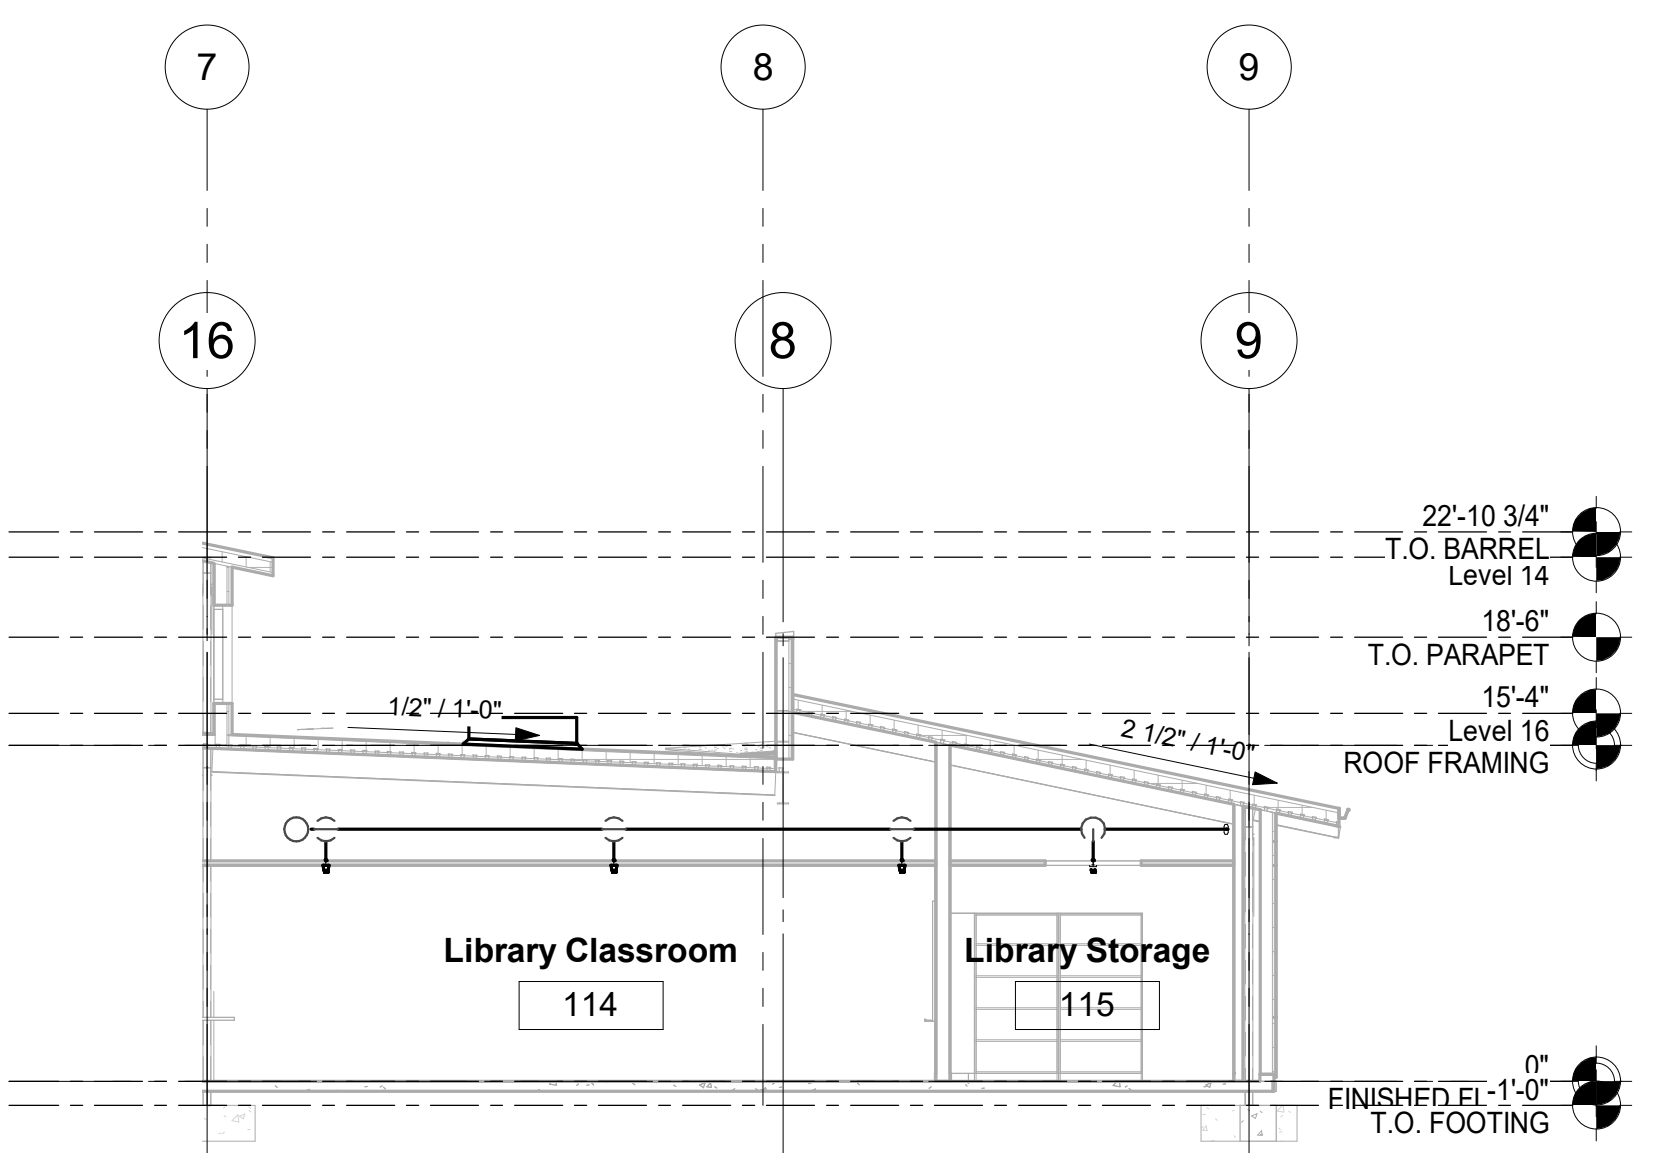 7 8 9
16 8 9
22'-10 3/4"
T.O. BARREL
Level 14
18'-6"
T.O. PARAPET
15'-4"
1/2" / 1'-0"
2 1/2" / 1'-0"
Level 16
ROOF FRAMING
Library Classroom Library Storage
114 115
0"
FINISHED FL -1'-0"
T.O. FOOTING